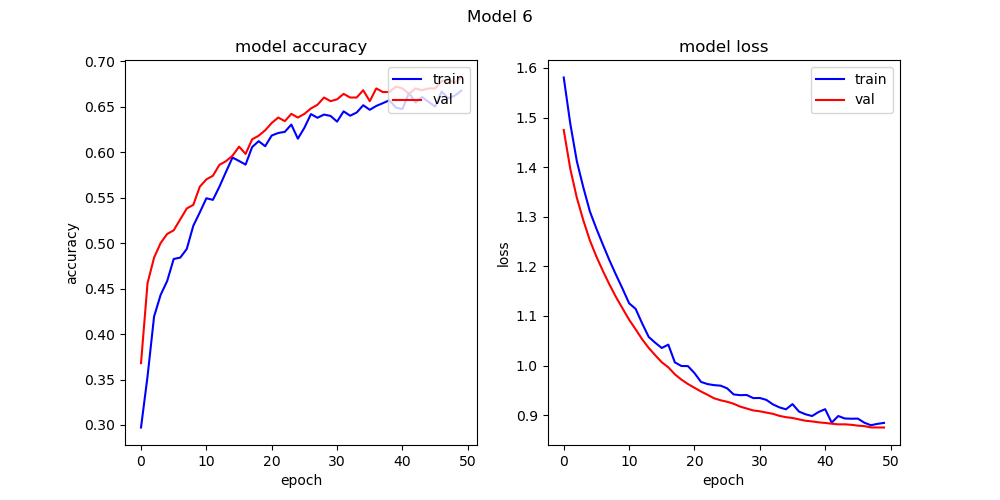 Model 6
model accuracy
train
val
0.70
0.65
0.60
0.55
0.50
0.45
0.40
0.35
0.30
accuracy
0 10 20 30 40 50
epoch
model loss
train
val
1.6
1.5
1.4
1.3
1.2
1.1
1.0
0.9
loss
0 10 20 30 40 50
epoch